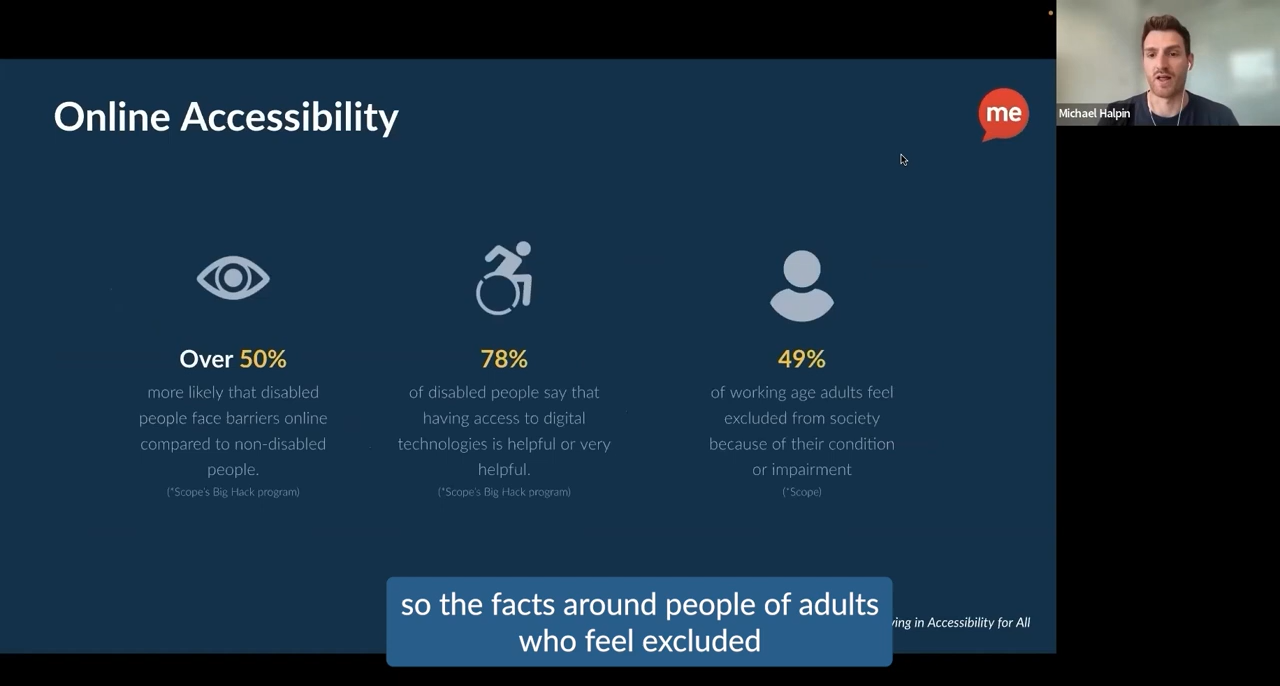 Online Accessibility
me
Michael Halpin
Over 50%
more likely that disabled
people face barriers online
compared to non-disabled
people.
(*Scope's Big Hack program)
78%
of disabled people say that
having access to digital
technologies is helpful or very
helpful.
(*Scope's Big Hack program)
49%
of working age adults feel
excluded from society
because of their condition
or impairment
(*Scope)
so the facts around people of adults
who feel excluded
in Accessibility for All